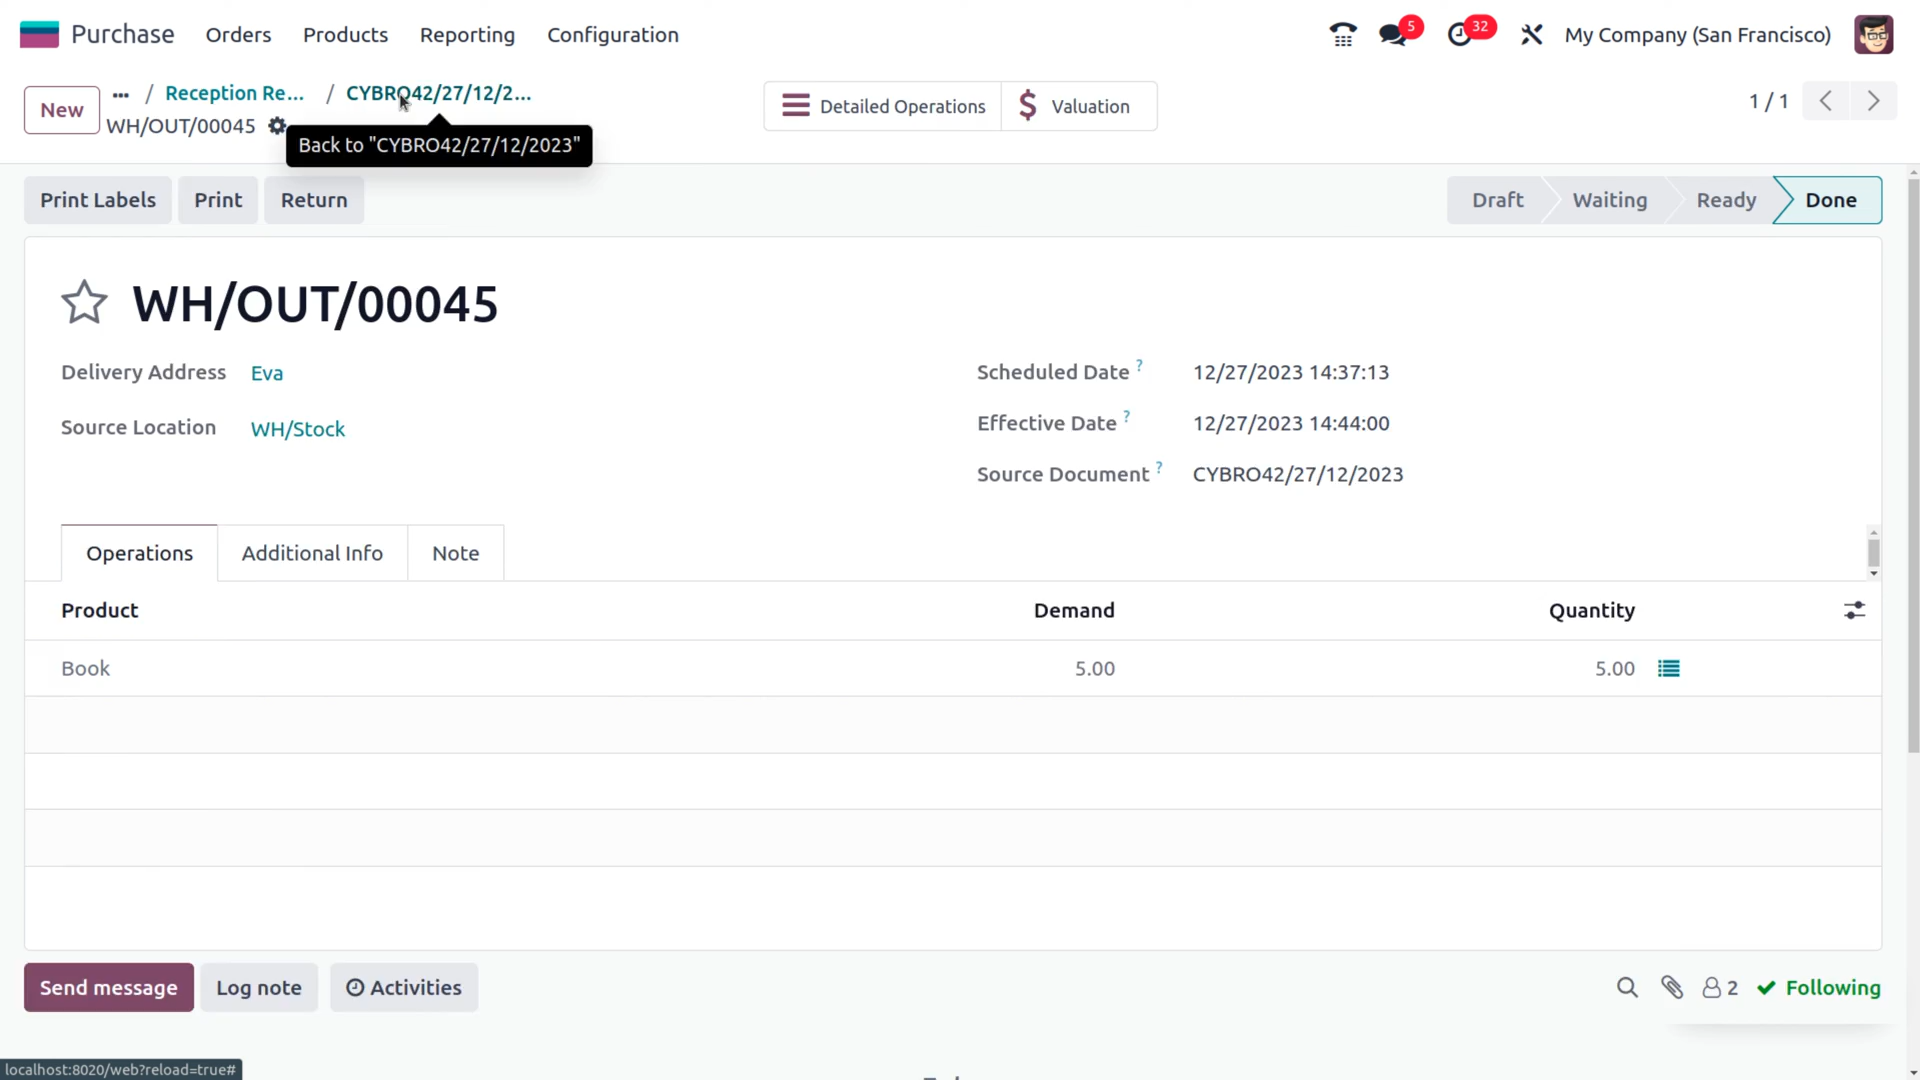 Purchase Orders Products Reporting Configuration 5 32 My Company (San Francisco)
New ... / Reception Re... / CYBRO42/27/12/2... Detailed Operations $ Valuation 1 / 1
WH/OUT/00045
Back to "CYBRO42/27/12/2023"
Print Labels Print Return Draft Waiting Ready Done
WH/OUT/00045
Delivery Address Eva Scheduled Date ? 12/27/2023 14:37:13
Source Location WH/Stock Effective Date ? 12/27/2023 14:44:00
Source Document ? CYBRO42/27/12/2023
Operations Additional Info Note
Product Demand Quantity
Book 5.00 5.00
Send message Log note Activities 2 Following
localhost:8020/web?reload=true#